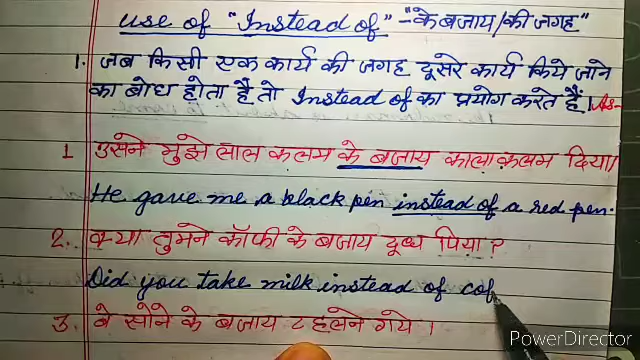 use of "Instead of" - "के बजाय/की जगह"
1. जब किसी एक कार्य की जगह दूसरे कार्य किये जाने
का बोध होता है तो Instead of का प्रयोग करते हैं। As-
1 उसने मुझे लाल कलम के बजाय काला कलम दिया।
He gave me a black pen instead of a red pen.
2. क्या तुमने कॉफी के बजाय दूध पिया?
Did you take milk instead of cof
3. वे सोने के बजाय टहलने गये।
PowerDirector